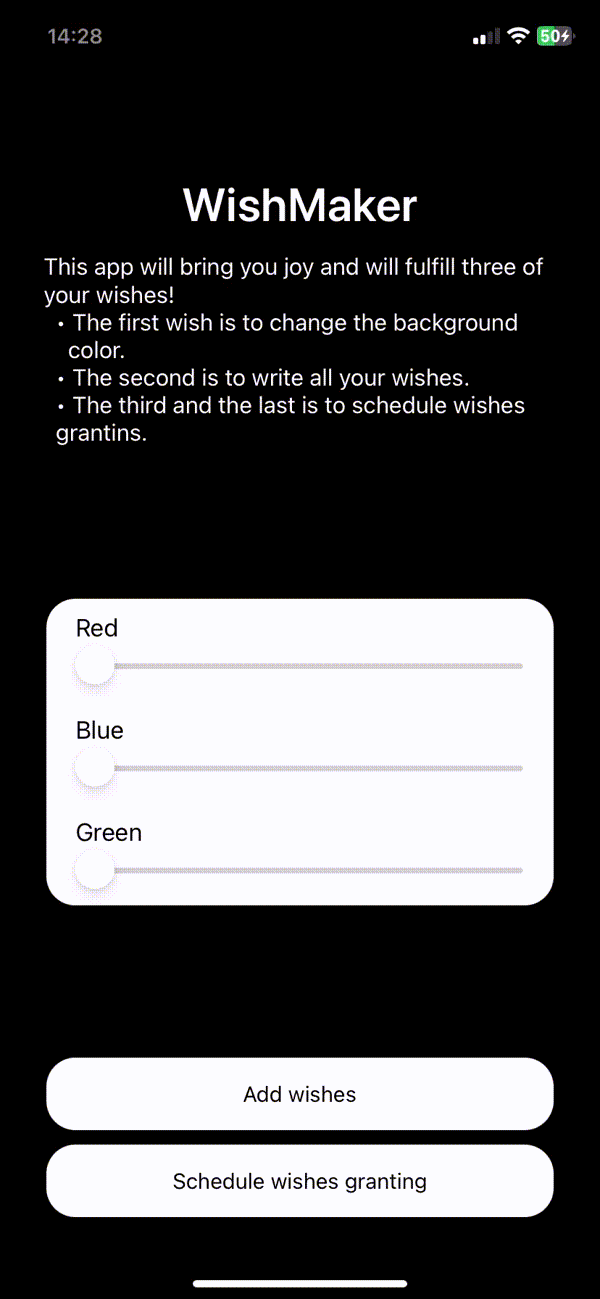 14:28
50
WishMaker
This app will bring you joy and will fulfill three of
your wishes!
• The first wish is to change the background
color.
• The second is to write all your wishes.
• The third and the last is to schedule wishes
grantins.
Red
Blue
Green
Add wishes
Schedule wishes granting